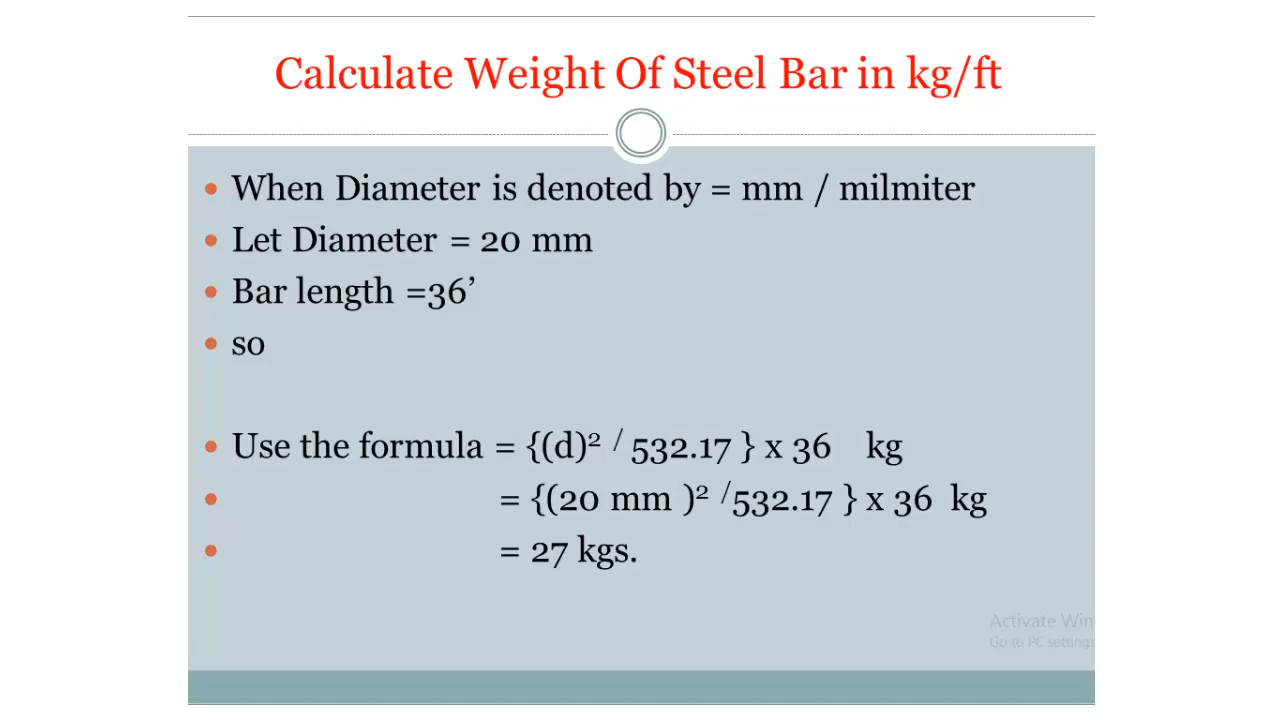 Calculate Weight Of Steel Bar in kg/ft
• When Diameter is denoted by = mm / milmiter
• Let Diameter = 20 mm
• Bar length =36’
• so
• Use the formula = {(d)² / 532.17 } x 36 kg
• = {(20 mm )² /532.17 } x 36 kg
• = 27 kgs.
Activate Win
Go to PC settings